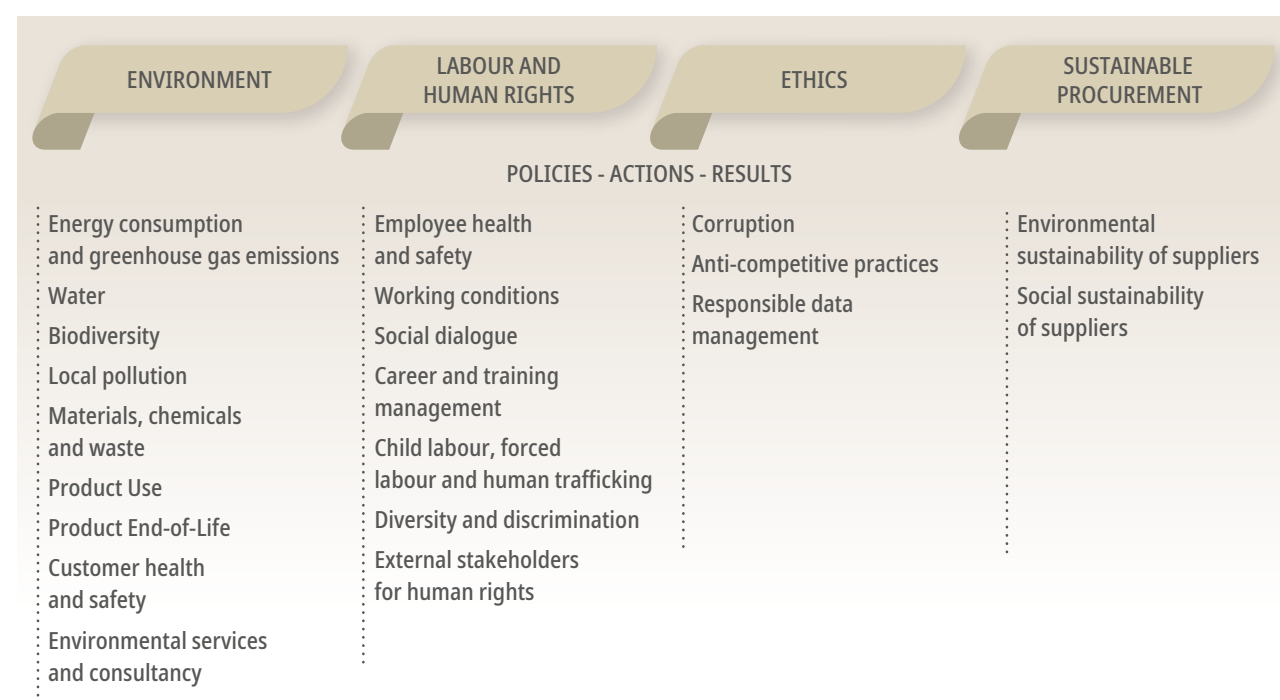 ENVIRONMENT
LABOUR AND
HUMAN RIGHTS
ETHICS
SUSTAINABLE
PROCUREMENT
POLICIES - ACTIONS - RESULTS
Energy consumption
and greenhouse gas emissions
Water
Biodiversity
Local pollution
Materials, chemicals
and waste
Product Use
Product End-of-Life
Customer health
and safety
Environmental services
and consultancy
Employee health
and safety
Working conditions
Social dialogue
Career and training
management
Child labour, forced
labour and human trafficking
Diversity and discrimination
External stakeholders
for human rights
Corruption
Anti-competitive practices
Responsible data
management
Environmental
sustainability of suppliers
Social sustainability
of suppliers